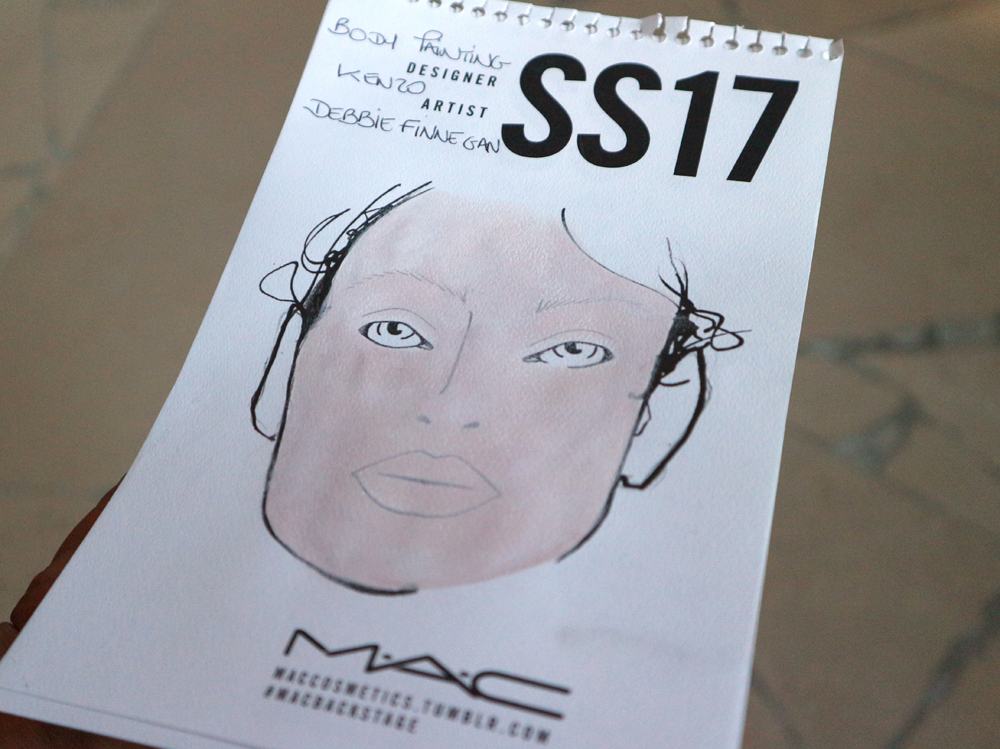 BODY PAINTING
DESIGNER
KENZO
ARTIST
DEBBIE FINNEGAN
SS17
M·A·C
MACCOSMETICS.TUMBLR.COM
#MACBACKSTAGE